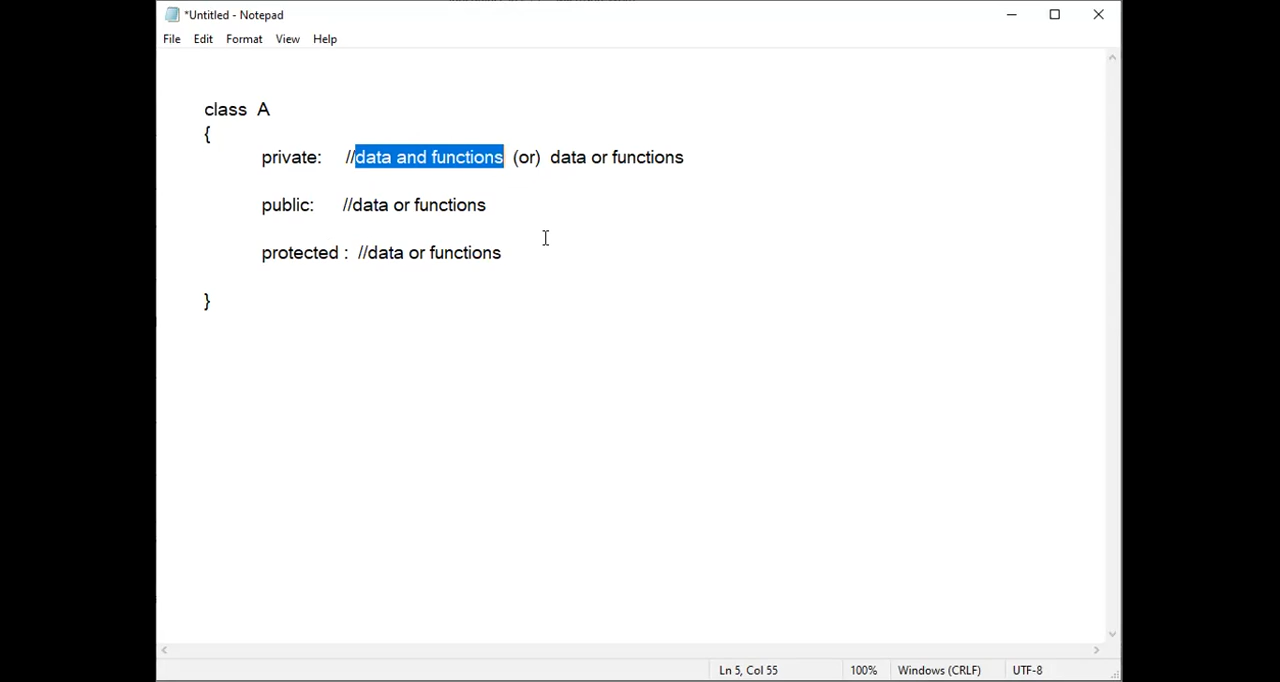 *Untitled - Notepad
File Edit Format View Help
class A
{
private: //data and functions (or) data or functions
public: //data or functions
protected : //data or functions
}
Ln 5, Col 55 100% Windows (CRLF) UTF-8